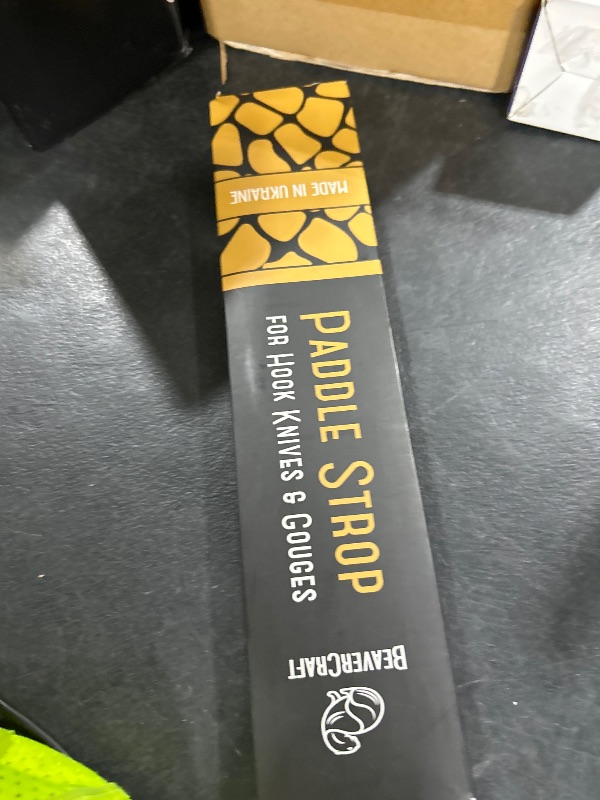 MADE IN UKRAINE
PADDLE STROP
FOR HOOK KNIVES & GOUGES
BEAVERCRAFT